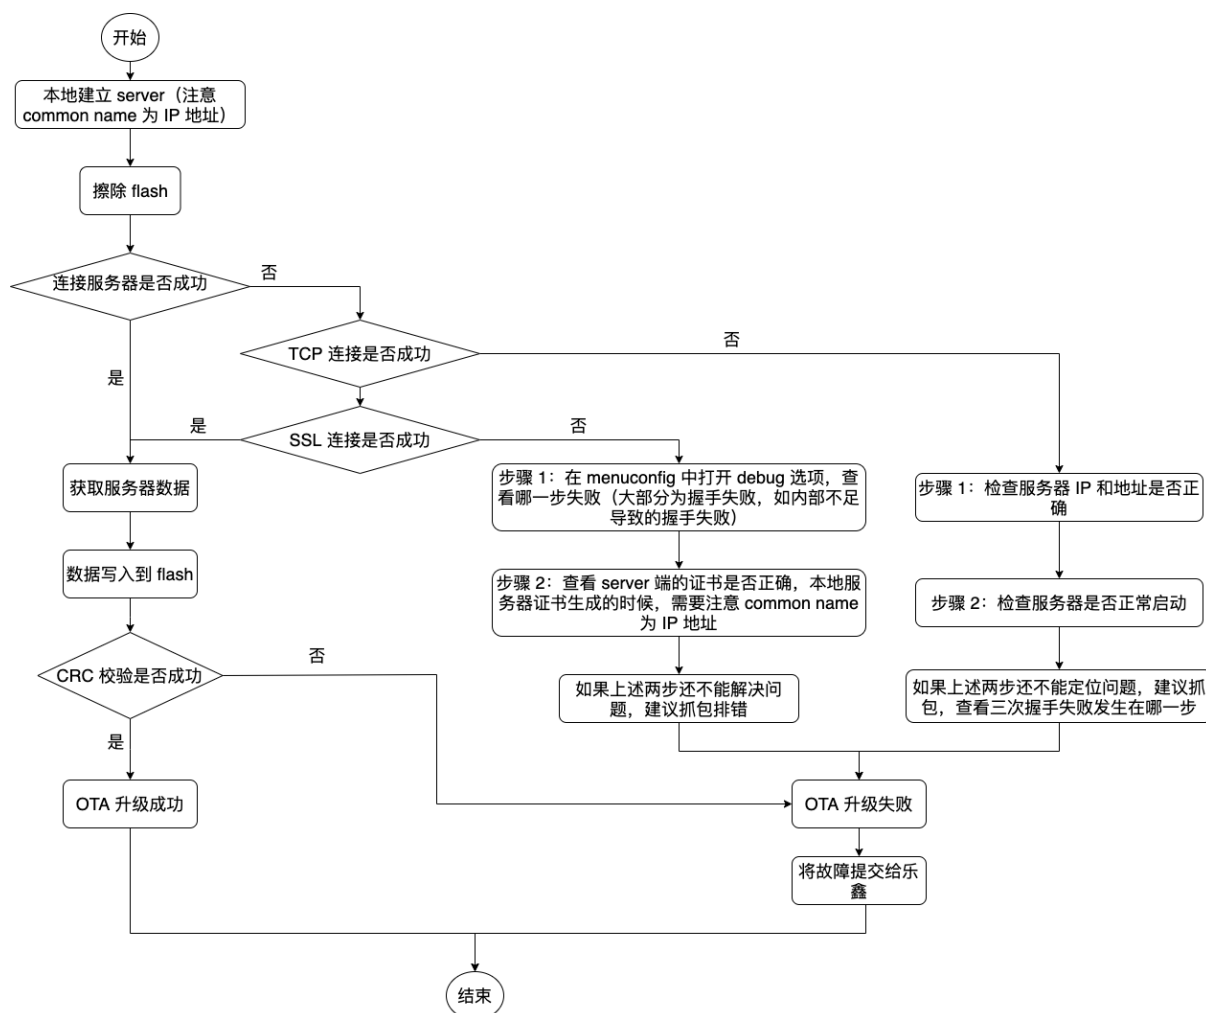 开始
本地建立 server（注意
common name 为 IP 地址）
擦除 flash
连接服务器是否成功
否
TCP 连接是否成功
否
是
SSL 连接是否成功
是
否
获取服务器数据
步骤 1：在 menuconfig 中打开 debug 选项，查
看哪一步失败（大部分为握手失败，如内部不足
导致的握手失败）
步骤 1：检查服务器 IP 和地址是否正
确
数据写入到 flash
步骤 2：查看 server 端的证书是否正确，本地服
务器证书生成的时候，需要注意 common name
为 IP 地址
步骤 2：检查服务器是否正常启动
CRC 校验是否成功
否
如果上述两步还不能解决问
题，建议抓包排错
如果上述两步还不能定位问题，建议抓
包，查看三次握手失败发生在哪一步
是
OTA 升级成功
OTA 升级失败
将故障提交给乐
鑫
结束